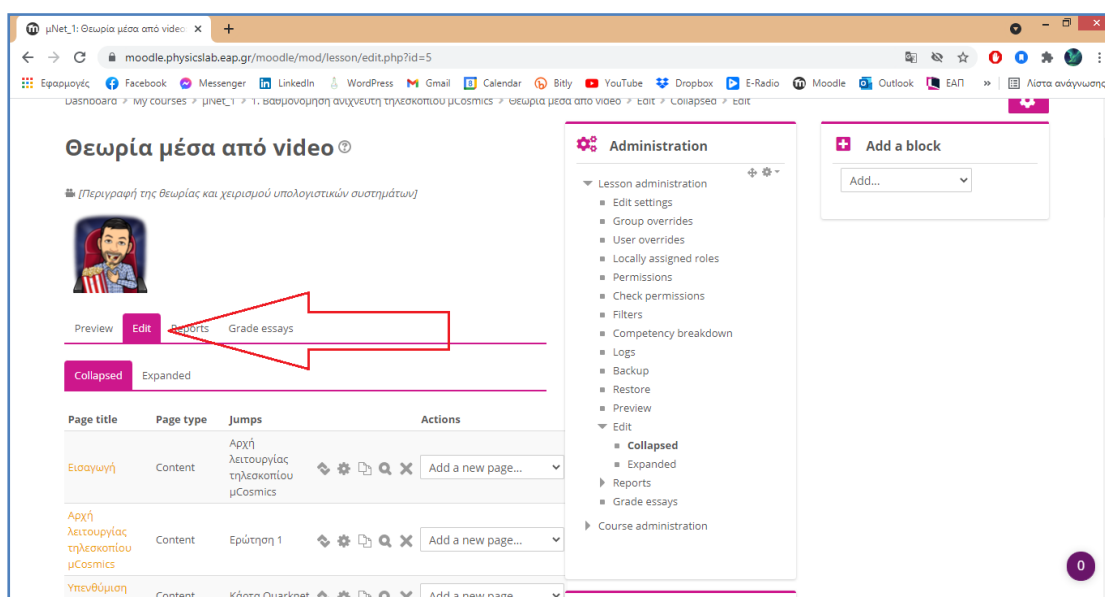 μNet_1: Θεωρία μέσα από video
moodle.physicslab.eap.gr/moodle/mod/lesson/edit.php?id=5
Εφαρμογές Facebook Messenger LinkedIn WordPress Gmail Calendar Bitly YouTube Dropbox E-Radio Moodle Outlook ΕΑΠ » Λίστα ανάγνωσης
Dashboard > My courses > μNet_1 > 1. Βαθμονόμηση ανιχνευτή τηλεσκοπίου μCosmics > Θεωρία μέσα από video > Edit > Collapsed > Edit
Θεωρία μέσα από video
[Περιγραφή της θεωρίας και χειρισμού υπολογιστικών συστημάτων]
Preview Edit Reports Grade essays
Collapsed Expanded
Page title Page type Jumps Actions
Εισαγωγή Content Αρχή λειτουργίας τηλεσκοπίου μCosmics Add a new page...
Αρχή λειτουργίας τηλεσκοπίου μCosmics Content Ερώτηση 1 Add a new page...
Υπενθύμιση Content Κάρτα Quarknet Add a new page...
Administration
Lesson administration
Edit settings
Group overrides
User overrides
Locally assigned roles
Permissions
Check permissions
Filters
Competency breakdown
Logs
Backup
Restore
Preview
Edit
Collapsed
Expanded
Reports
Grade essays
Course administration
Add a block
Add...
0